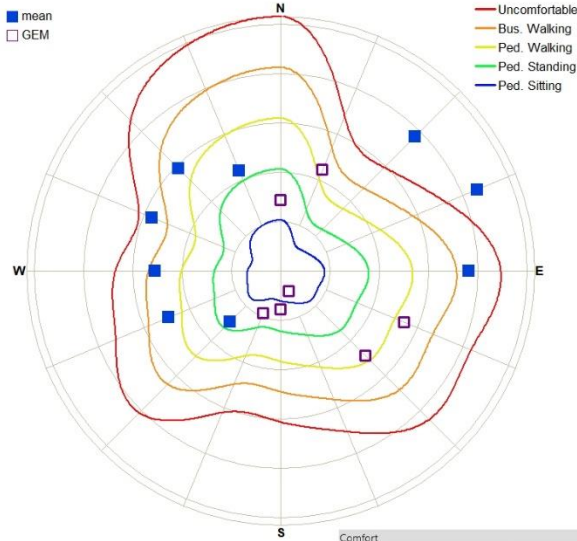 mean
GEM
N
Uncomfortable
Bus. Walking
Ped. Walking
Ped. Standing
Ped. Sitting
W
E
S
Comfort